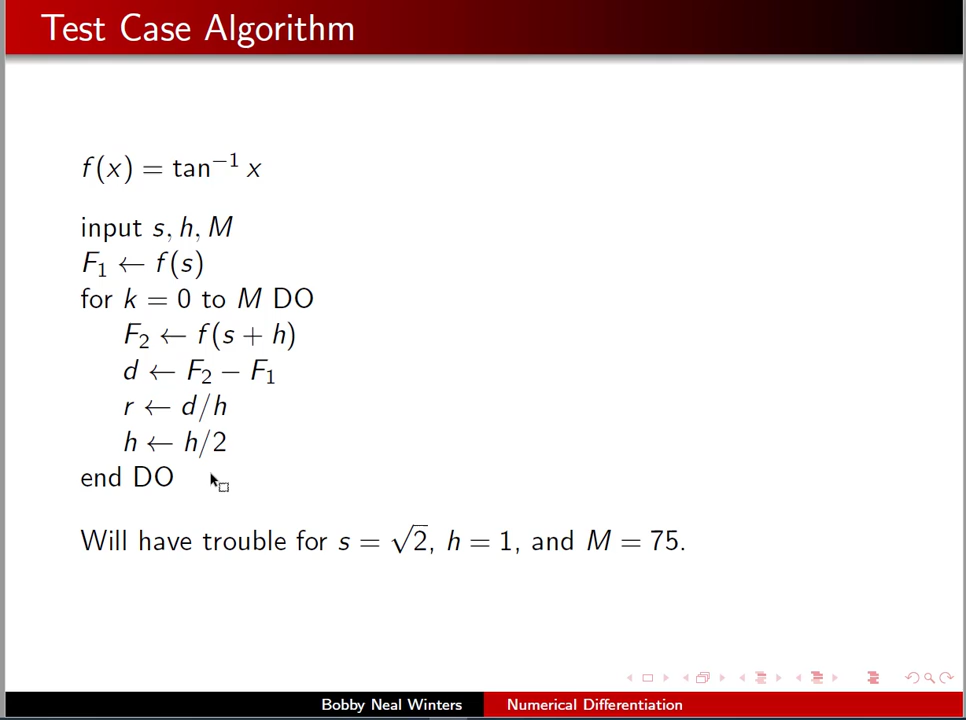 Test Case Algorithm
f(x) = tan⁻¹ x
input s, h, M
F₁ ← f(s)
for k = 0 to M DO
F₂ ← f(s + h)
d ← F₂ − F₁
r ← d/h
h ← h/2
end DO
Will have trouble for s = √2, h = 1, and M = 75.
Bobby Neal Winters Numerical Differentiation